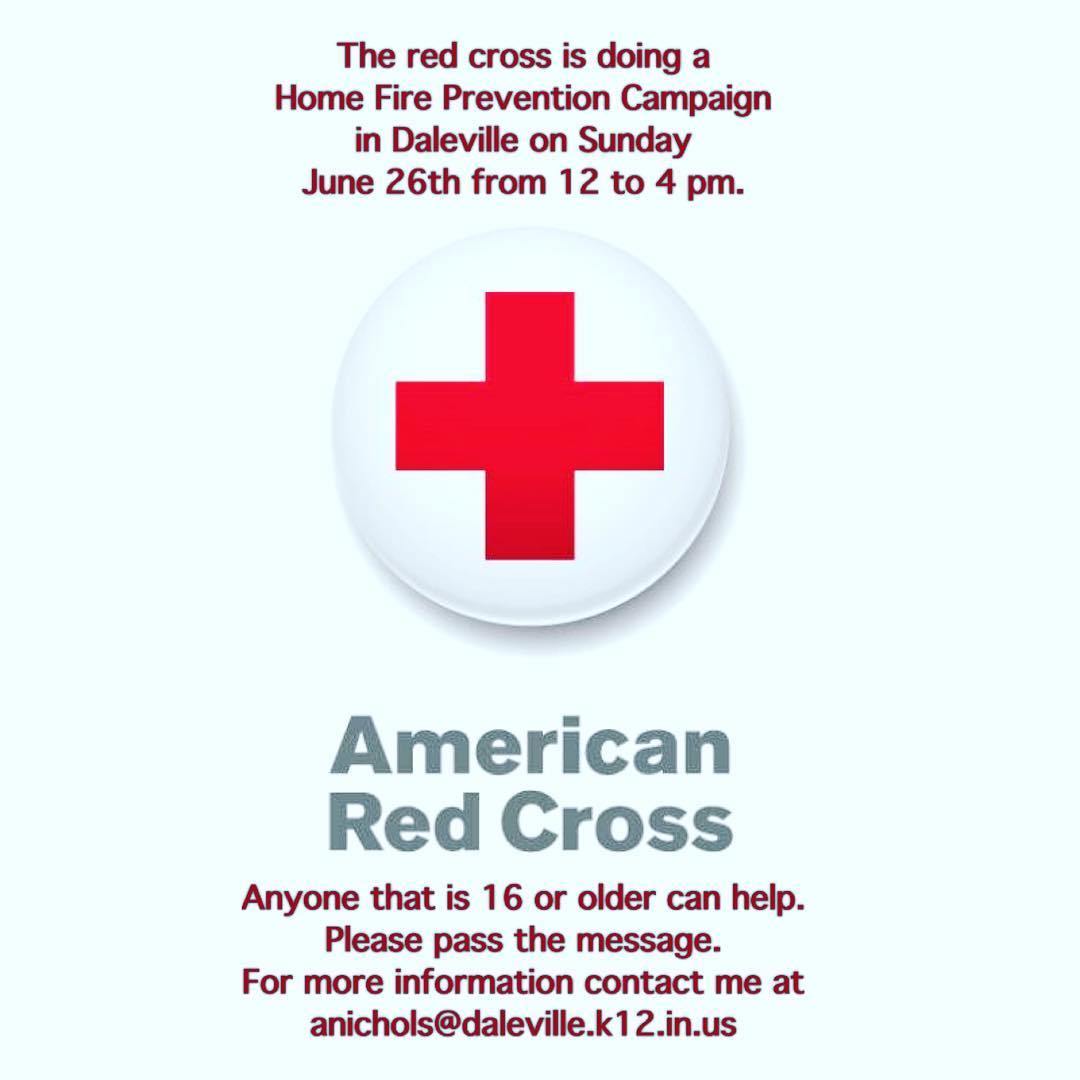 The red cross is doing a
Home Fire Prevention Campaign
in Daleville on Sunday
June 26th from 12 to 4 pm.
American
Red Cross
Anyone that is 16 or older can help.
Please pass the message.
For more information contact me at
anichols@daleville.k12.in.us